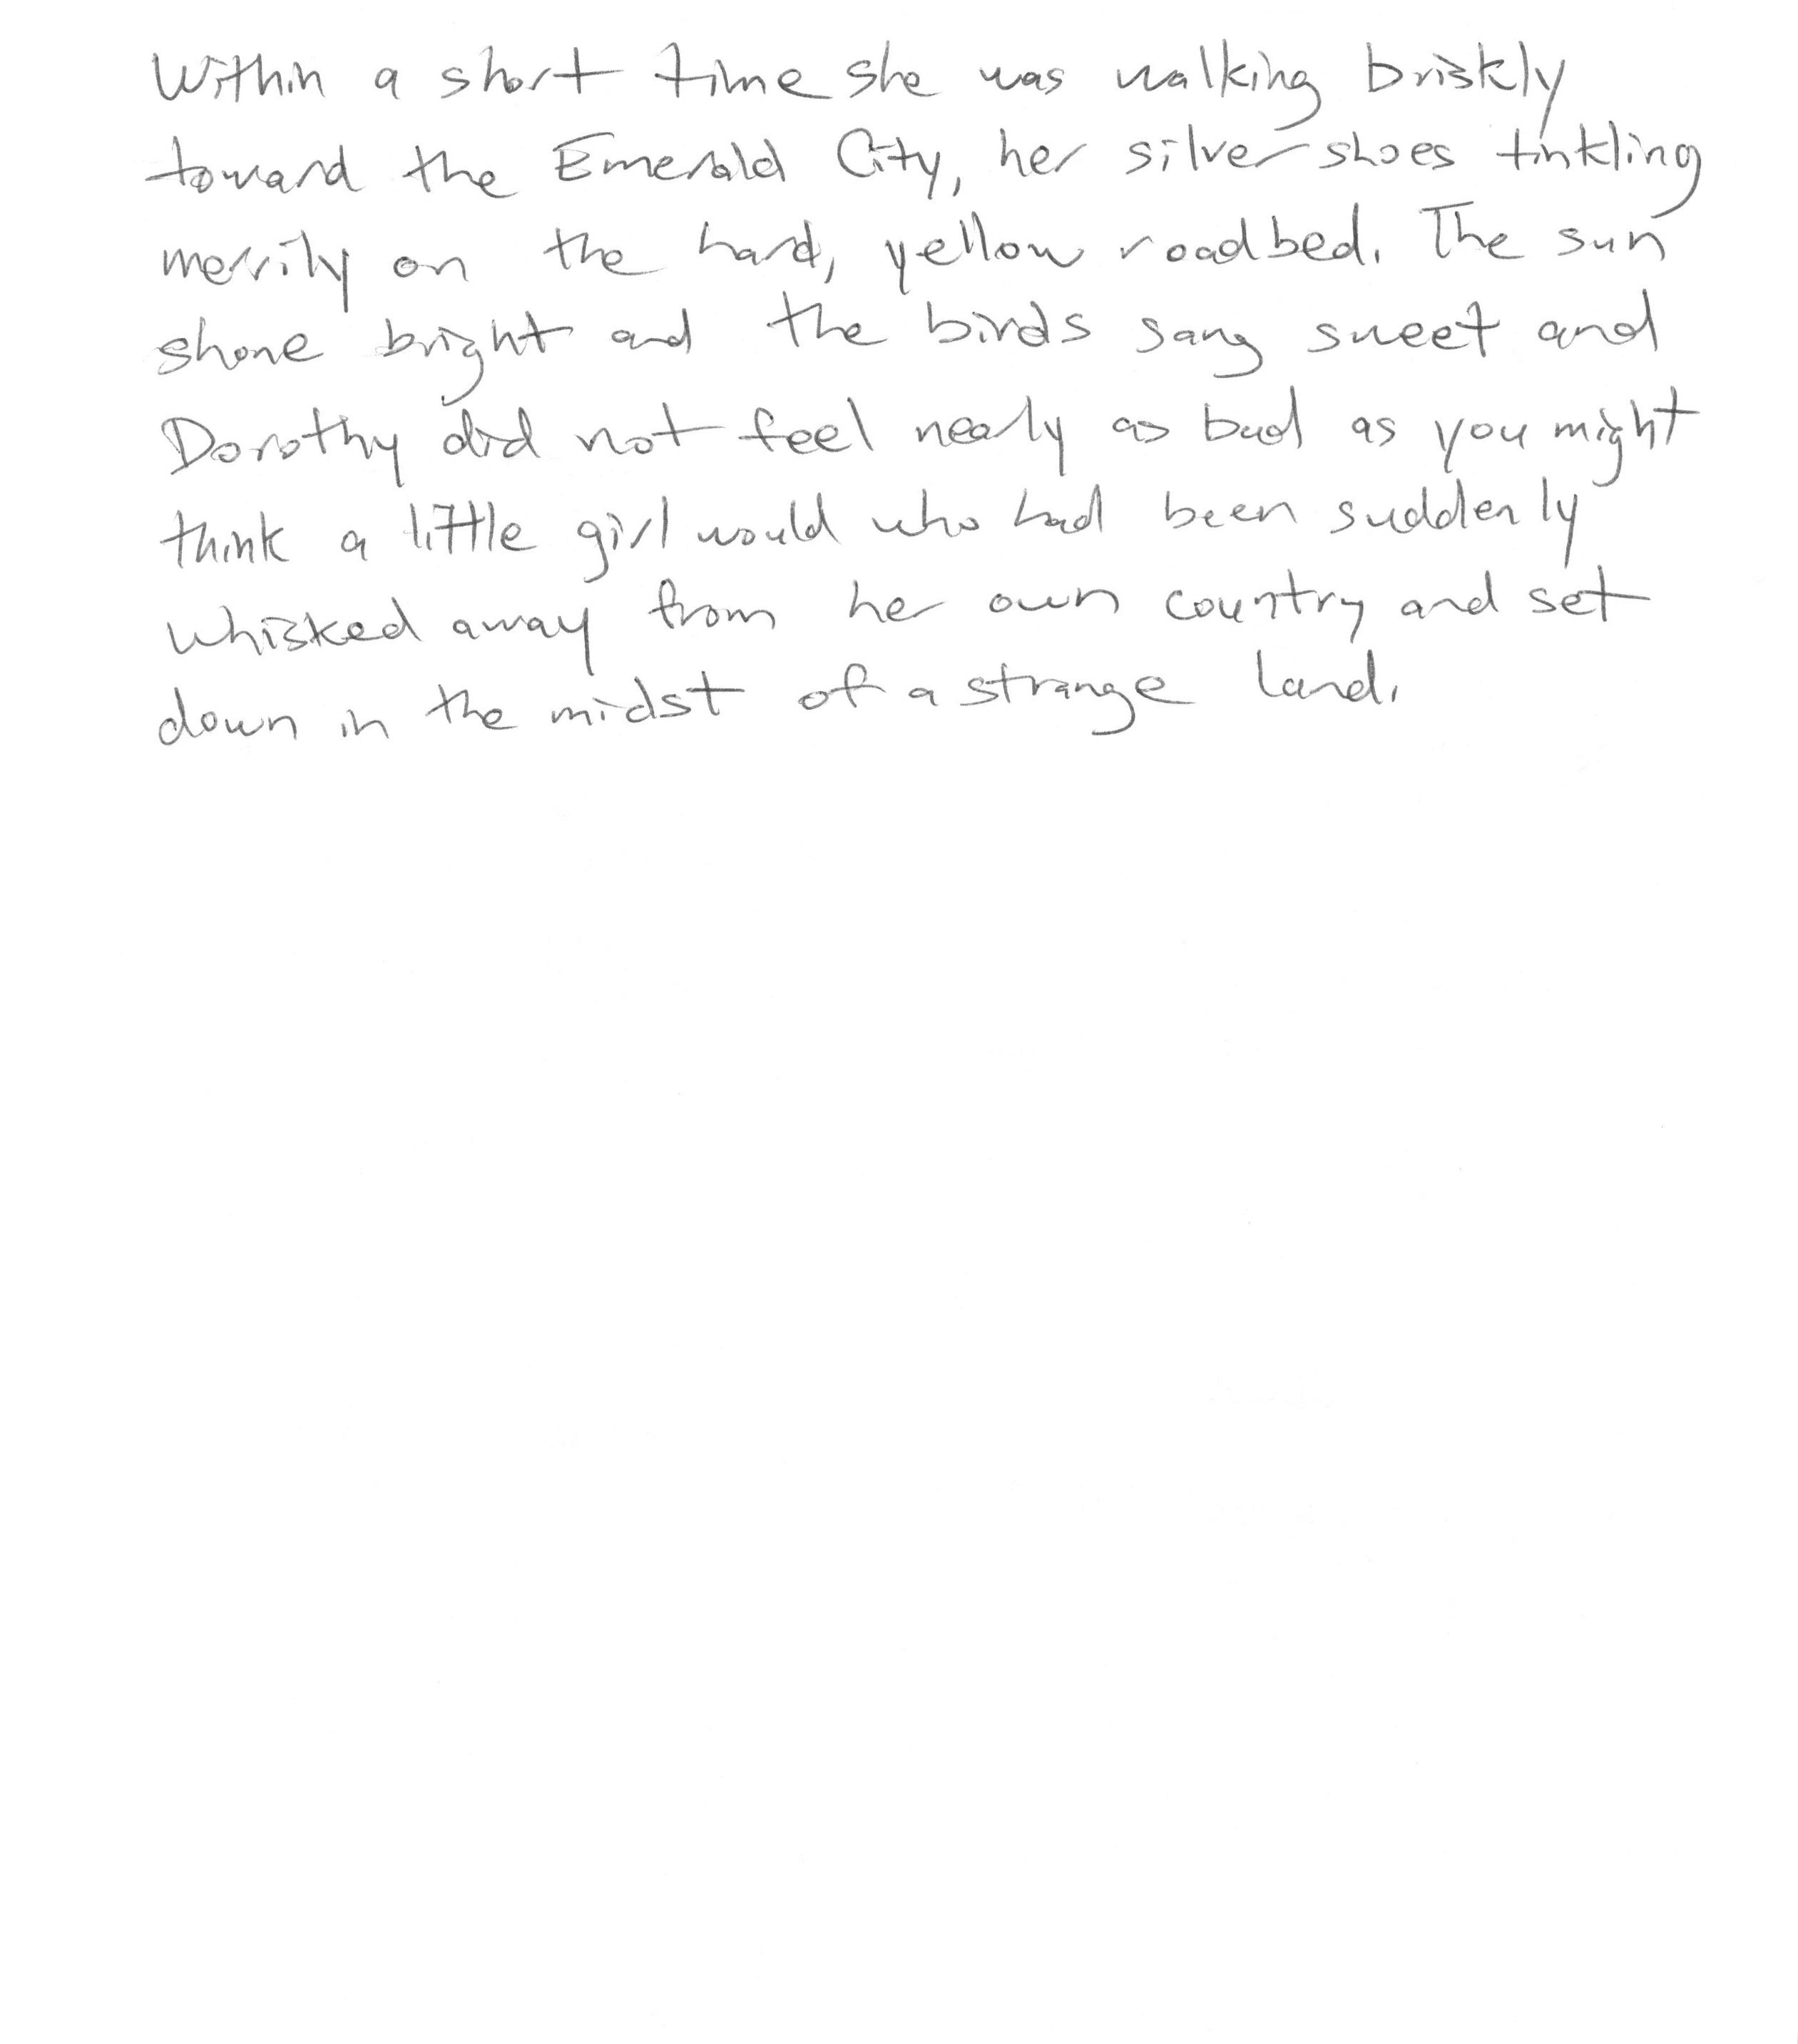 Within a short time she was walking briskly
toward the Emerald City, her silver shoes tinkling
merrily on the hard, yellow roadbed. The sun
shone bright and the birds sang sweet and
Dorothy did not feel nearly as bad as you might
think a little girl would who had been suddenly
whisked away from her own country and set
down in the midst of a strange land.